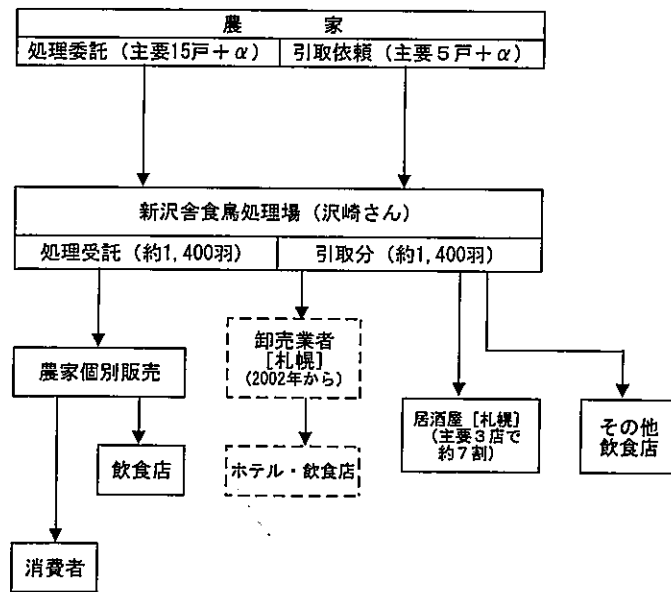 農　　　家
処理委託（主要15戸＋α）
引取依頼（主要５戸＋α）
新沢舎食鳥処理場（沢崎さん）
処理受託（約1,400羽）
引取分（約1,400羽）
卸売業者
［札幌］
（2002年から）
農家個別販売
居酒屋［札幌］
（主要３店で
約７割）
その他
飲食店
飲食店
ホテル・飲食店
消費者